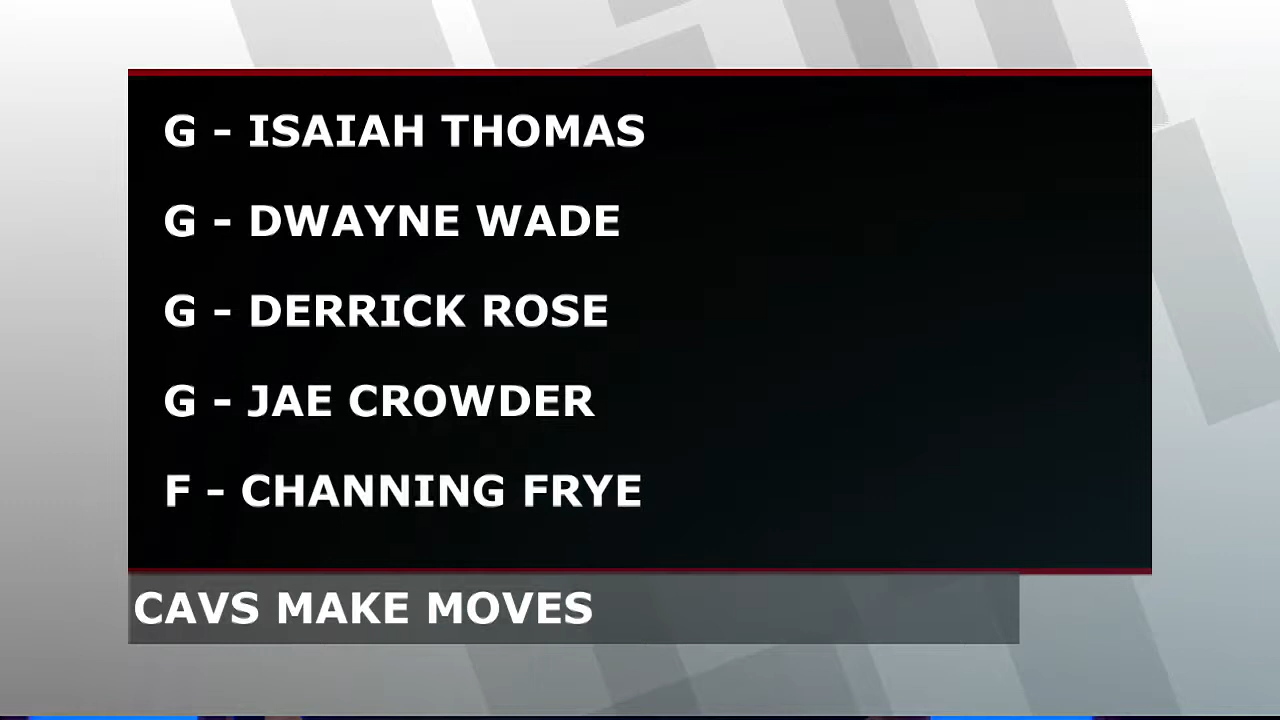 G – ISAIAH THOMAS
G – DWAYNE WADE
G – DERRICK ROSE
G – JAE CROWDER
F – CHANNING FRYE
CAVS MAKE MOVES